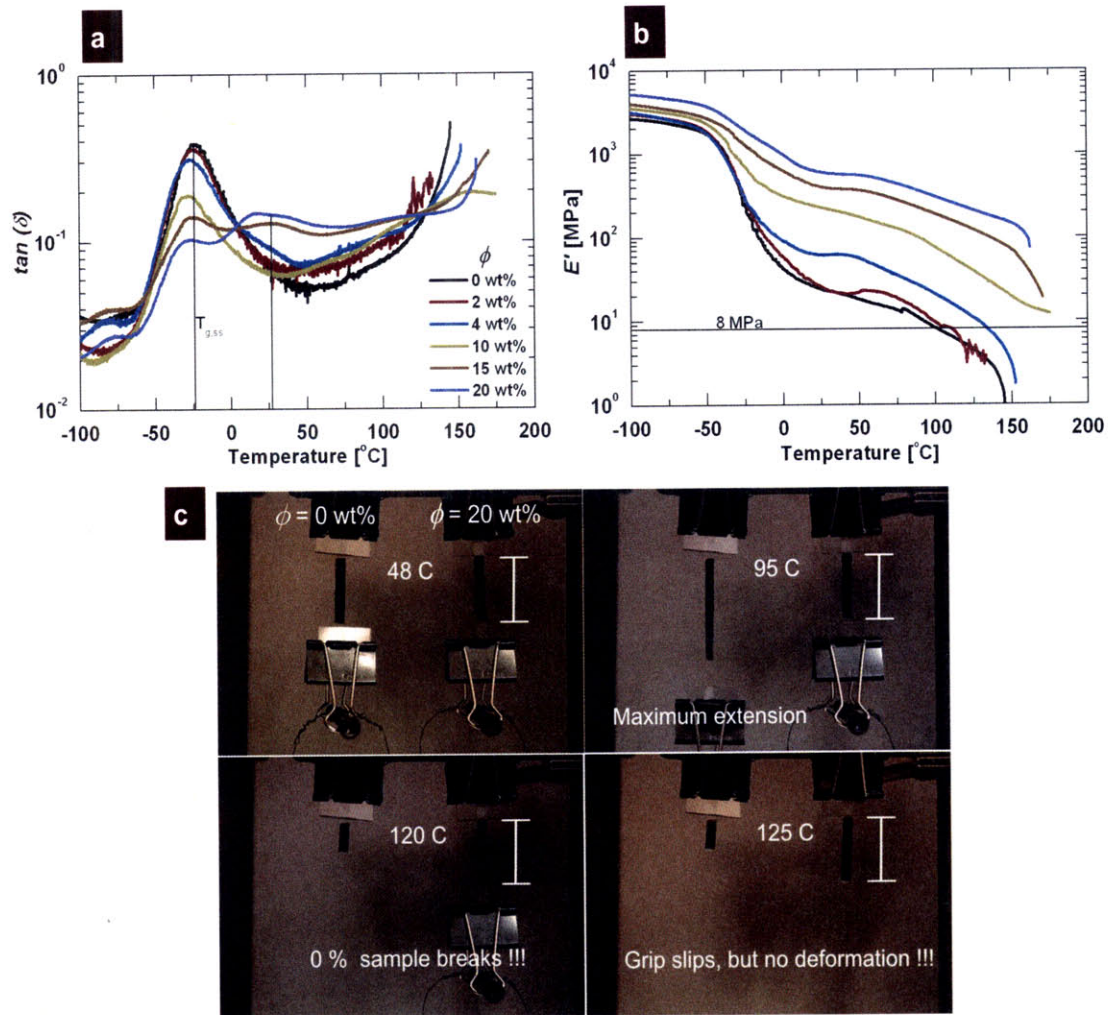 a
10^0
10^-1
10^-2
tan (δ)
-100 -50 0 50 100 150 200
Temperature [°C]
T_g,ss
ϕ
0 wt%
2 wt%
4 wt%
10 wt%
15 wt%
20 wt%
b
10^4
10^3
10^2
10^1
10^0
E' [MPa]
8 MPa
-100 -50 0 50 100 150 200
Temperature [°C]
c
ϕ = 0 wt% ϕ = 20 wt%
48 C
95 C
Maximum extension
120 C
0 % sample breaks !!!
125 C
Grip slips, but no deformation !!!